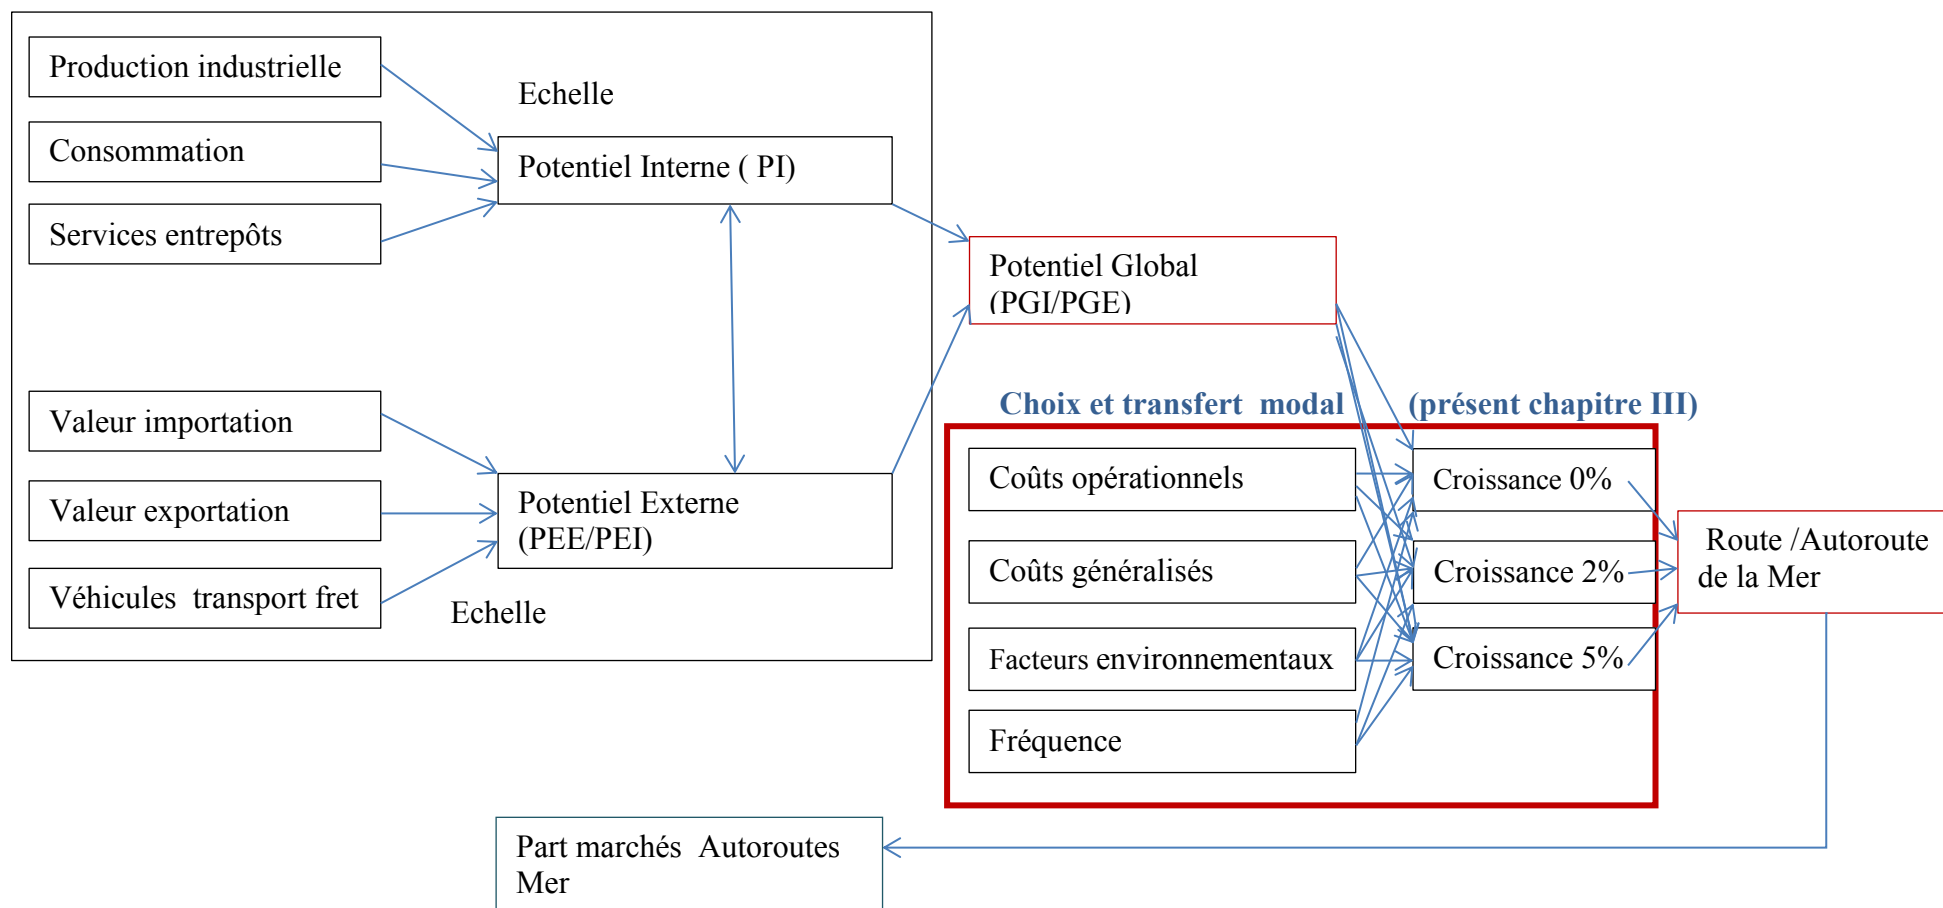 Production industrielle
Echelle
Consommation
Potentiel Interne ( PI)
Services entrepôts
Potentiel Global
(PGI/PGE)
Valeur importation
Valeur exportation
Potentiel Externe
(PEE/PEI)
Véhicules transport fret
Echelle
Choix et transfert modal (présent chapitre III)
Coûts opérationnels
Croissance 0%
Coûts généralisés
Croissance 2%
Route /Autoroute
de la Mer
Facteurs environnementaux
Croissance 5%
Fréquence
Part marchés Autoroutes
Mer